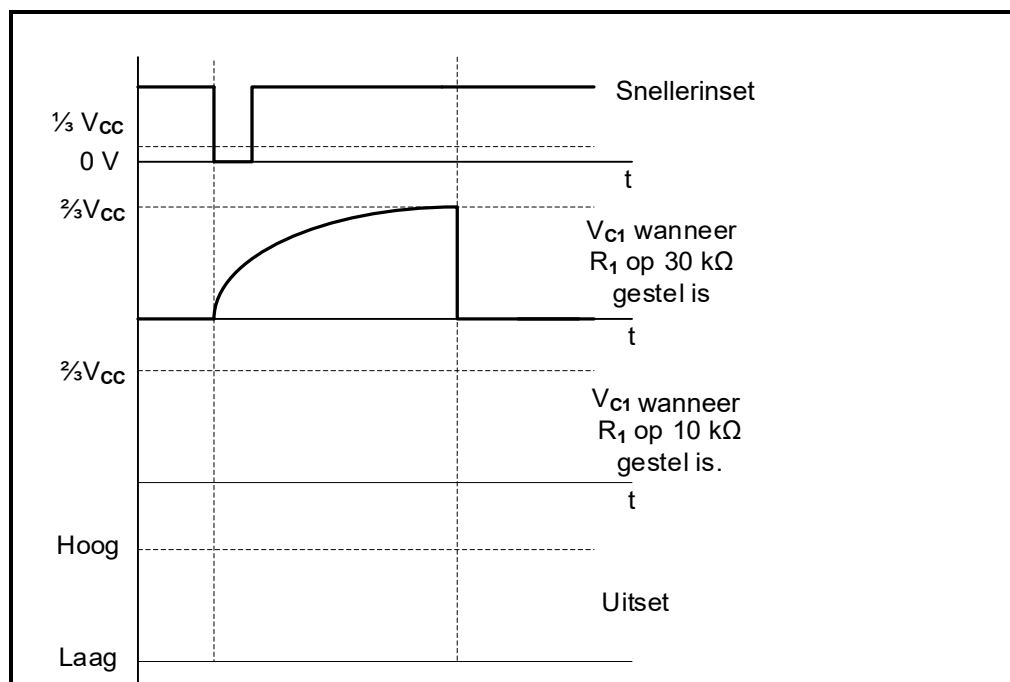 Snellerinset
⅓ VCC
0 V
t
⅔VCC
VC1 wanneer
R1 op 30 kΩ
gestel is
t
⅔VCC
VC1 wanneer
R1 op 10 kΩ
gestel is.
t
Hoog
Uitset
Laag